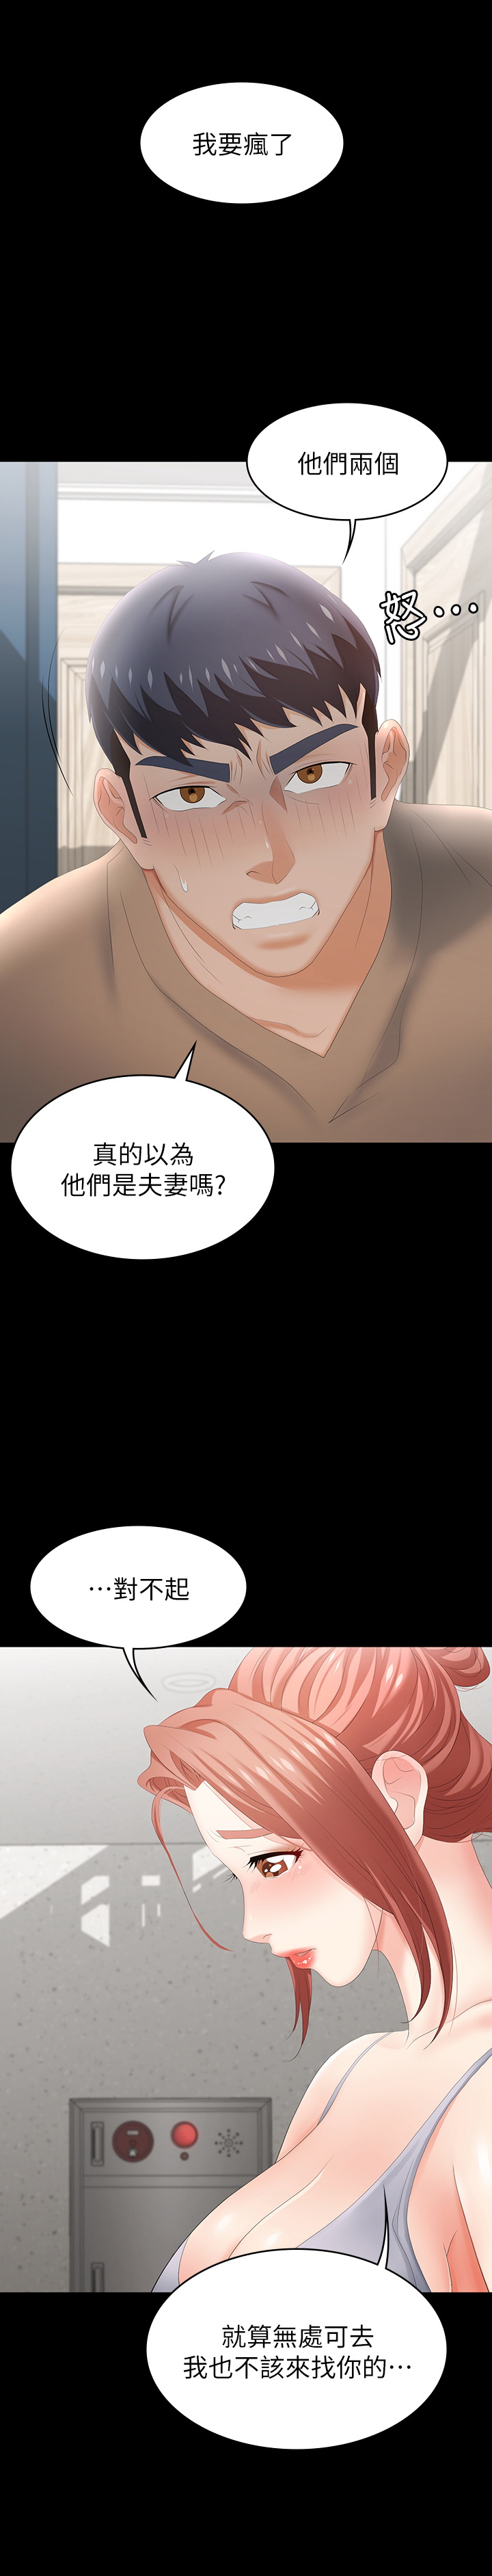 我要瘋了
他們兩個
怒...
真的以為
他們是夫妻嗎?
…對不起
就算無處可去
我也不該來找你的…